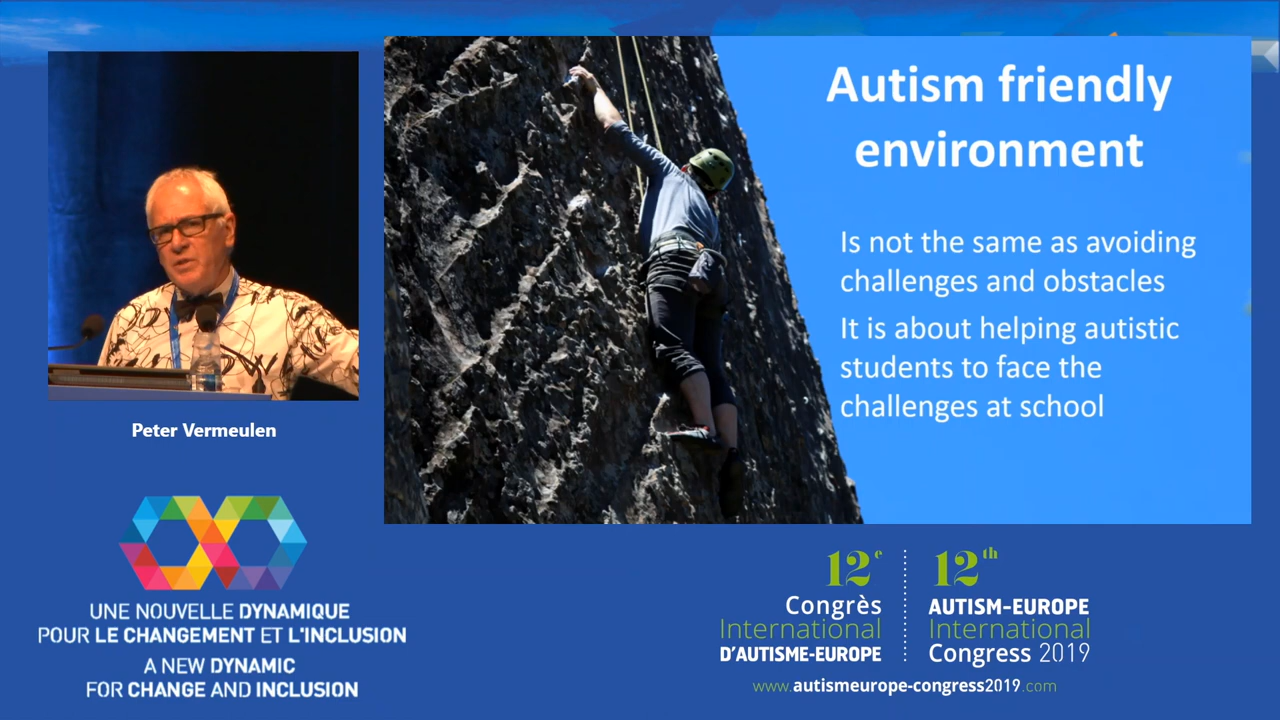 Autism friendly
environment
Is not the same as avoiding
challenges and obstacles
It is about helping autistic
students to face the
challenges at school
Peter Vermeulen
UNE NOUVELLE DYNAMIQUE
POUR LE CHANGEMENT ET L'INCLUSION
A NEW DYNAMIC
FOR CHANGE AND INCLUSION
12e
Congrès
International
D'AUTISME-EUROPE
12th
AUTISM-EUROPE
International
Congress 2019
www.autismeurope-congress2019.com